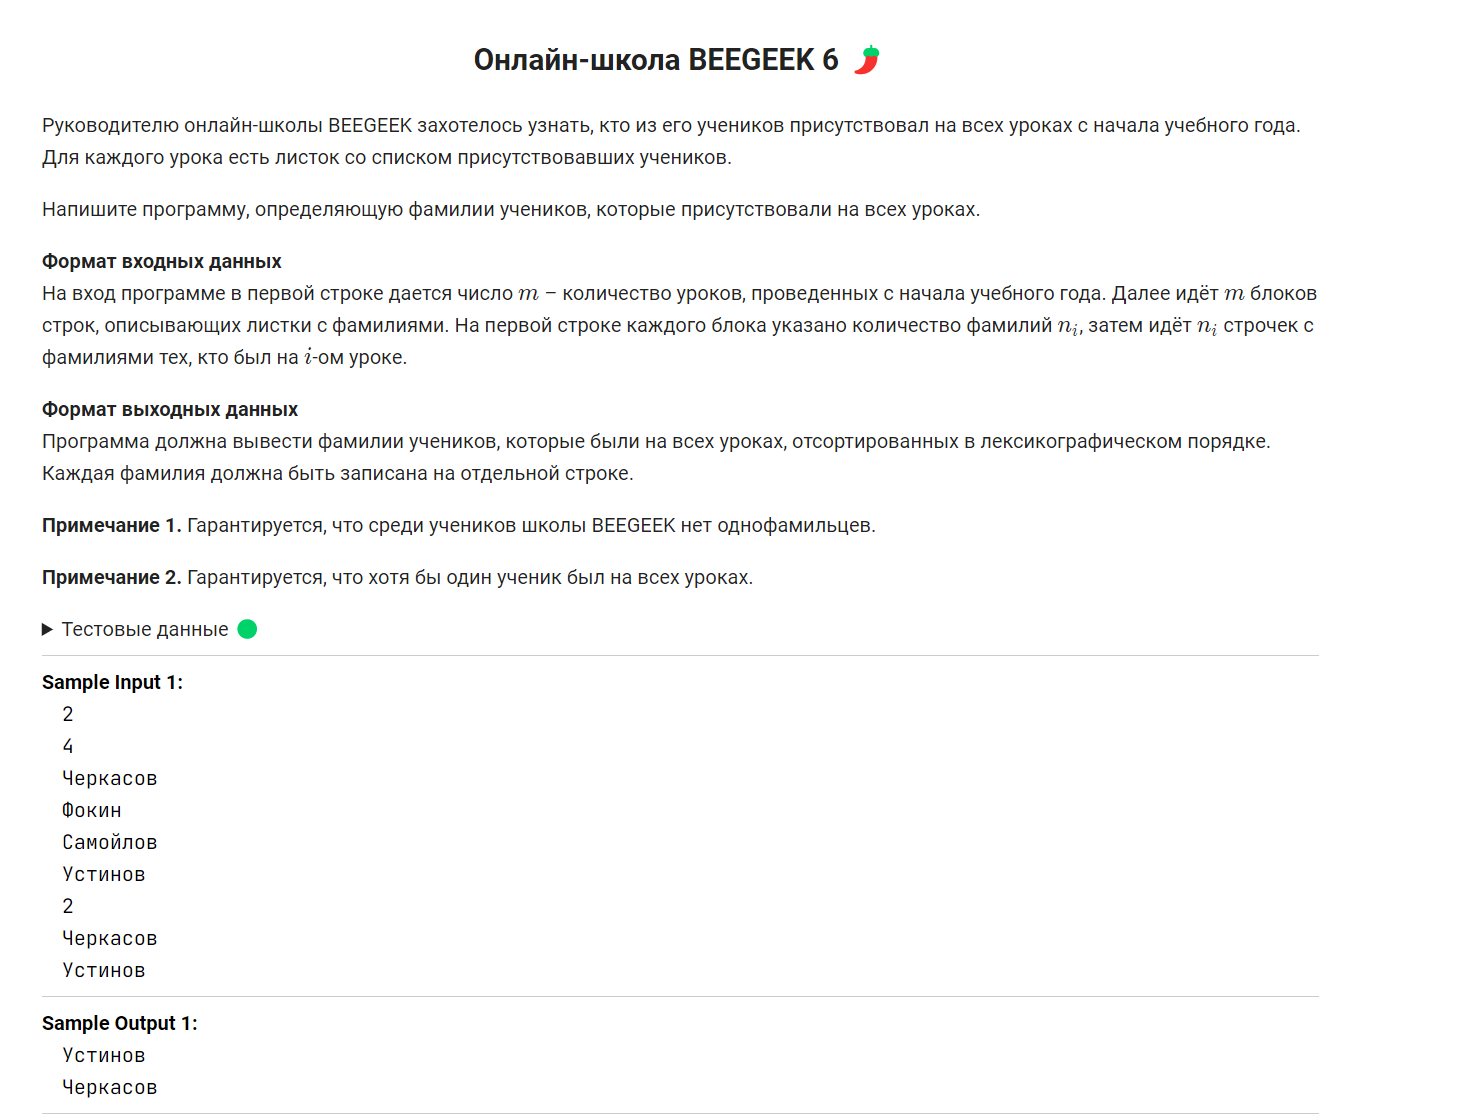 Онлайн-школа BEEGEEK 6 🌶️
Руководителю онлайн-школы BEEGEEK захотелось узнать, кто из его учеников присутствовал на всех уроках с начала учебного года.
Для каждого урока есть листок со списком присутствовавших учеников.
Напишите программу, определяющую фамилии учеников, которые присутствовали на всех уроках.
Формат входных данных
На вход программе в первой строке дается число m – количество уроков, проведенных с начала учебного года. Далее идёт m блоков
строк, описывающих листки с фамилиями. На первой строке каждого блока указано количество фамилий nᵢ, затем идёт nᵢ строчек с
фамилиями тех, кто был на i-ом уроке.
Формат выходных данных
Программа должна вывести фамилии учеников, которые были на всех уроках, отсортированных в лексикографическом порядке.
Каждая фамилия должна быть записана на отдельной строке.
Примечание 1. Гарантируется, что среди учеников школы BEEGEEK нет однофамильцев.
Примечание 2. Гарантируется, что хотя бы один ученик был на всех уроках.
▶ Тестовые данные 🟢
Sample Input 1:
2
4
Черкасов
Фокин
Самойлов
Устинов
2
Черкасов
Устинов
Sample Output 1:
Устинов
Черкасов